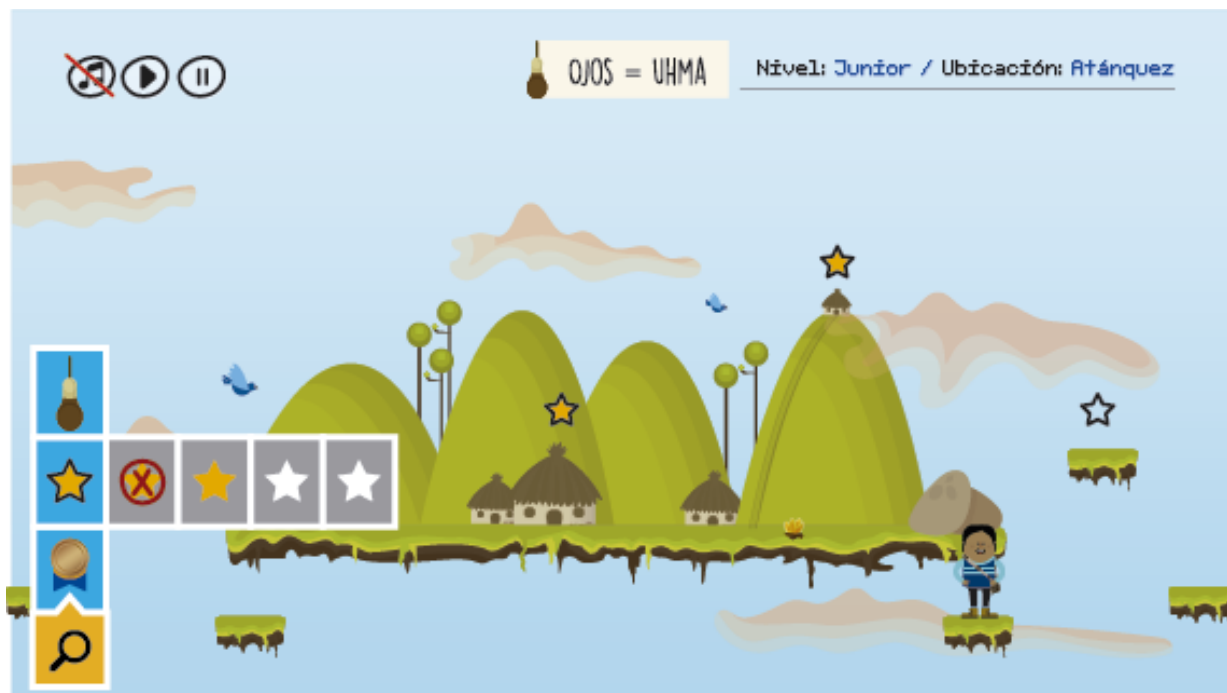 OJOS = UHMA
Nivel: Junior / Ubicación: Atánquez